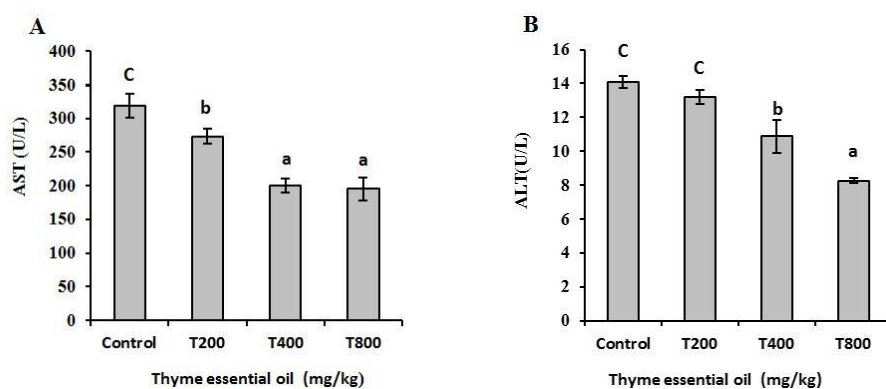 A
400
350
300
250
200
150
100
50
0
AST (U/L)
C
b
a
a
Control T200 T400 T800
Thyme essential oil (mg/kg)
B
16
14
12
10
8
6
4
2
0
ALT(U/L)
C
C
b
a
Control T200 T400 T800
Thyme essential oil (mg/kg)